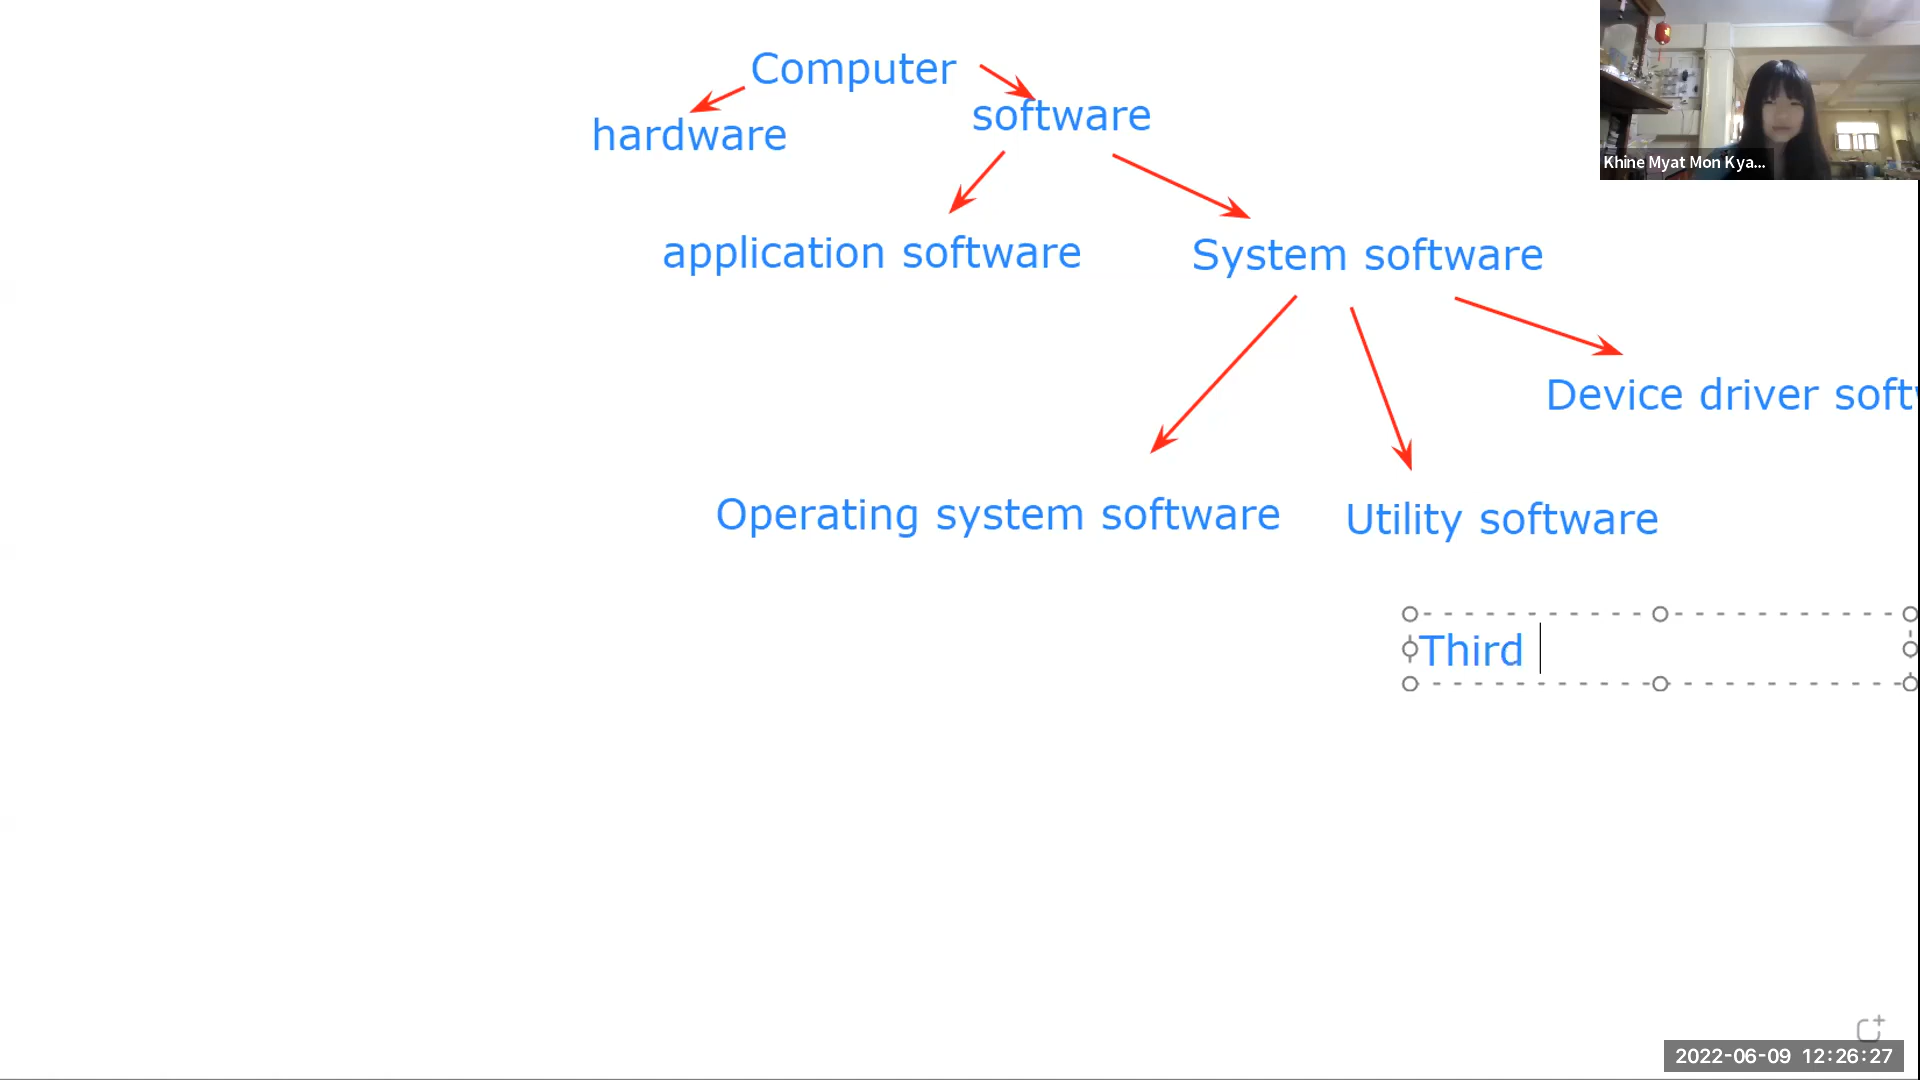 Computer
hardware
software
application software
System software
Device driver softw
Operating system software
Utility software
Third
Khine Myat Mon Kya...
2022-06-09 12:26:27